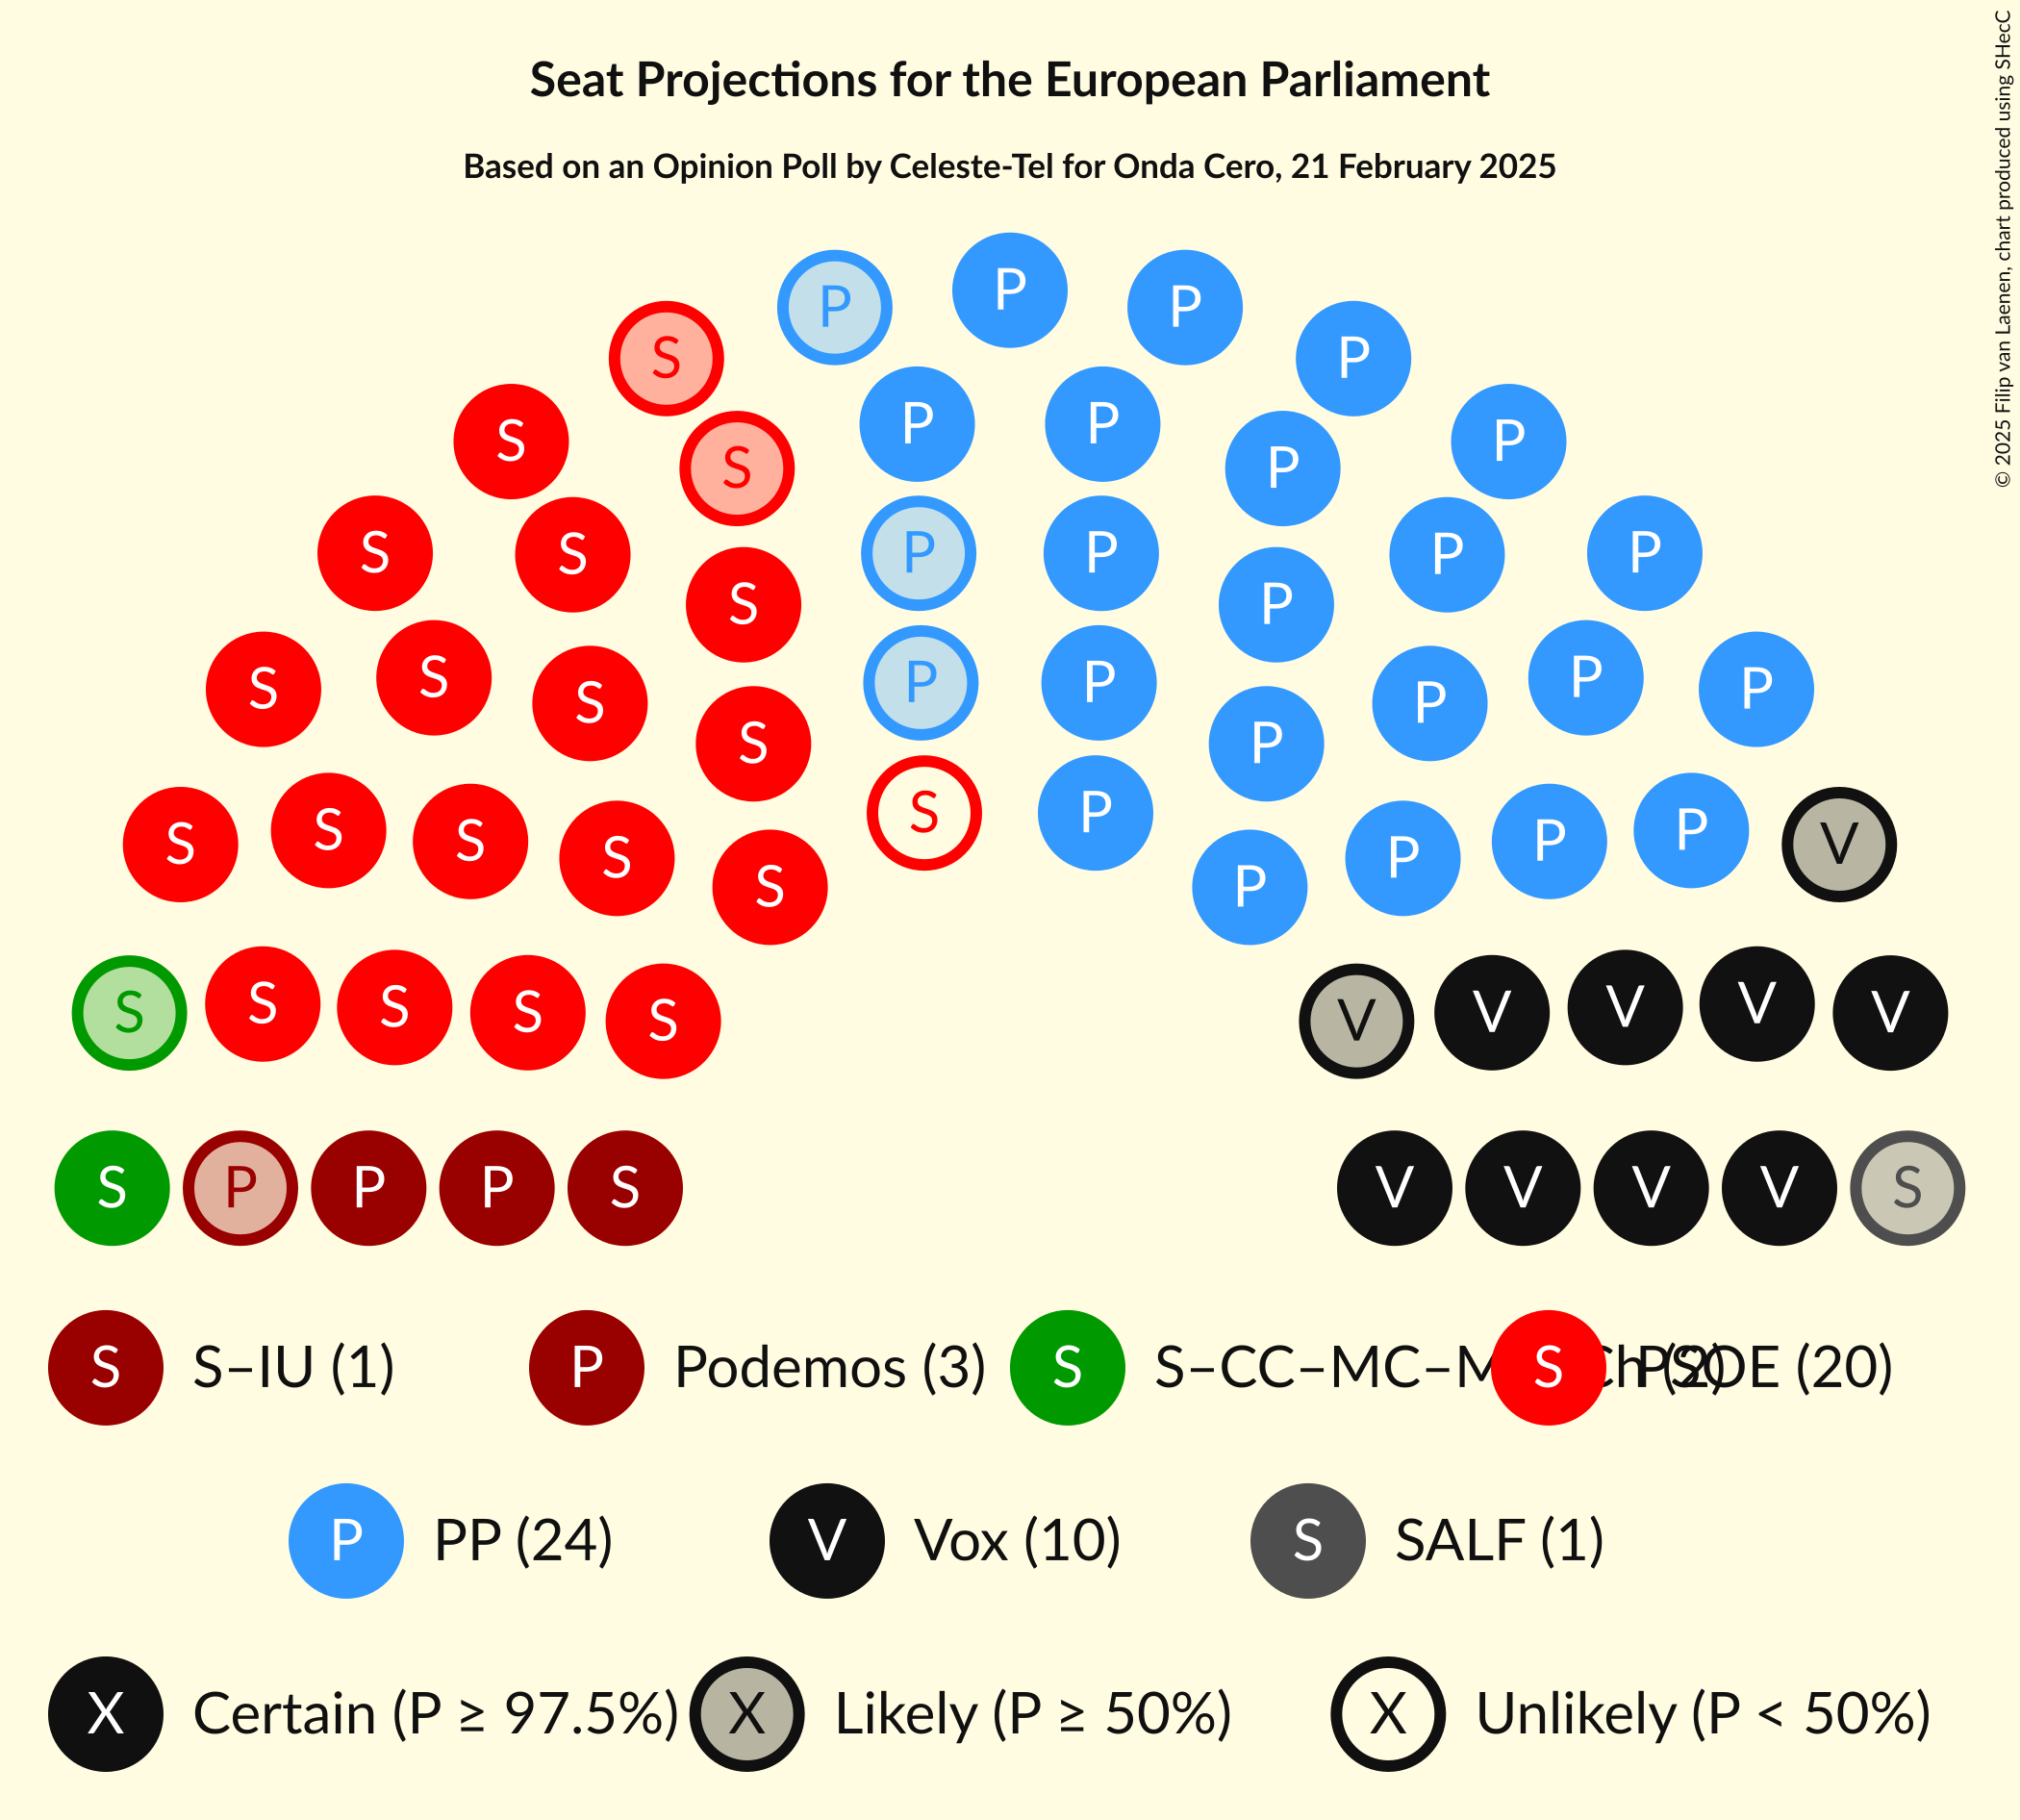 Seat Projections for the European Parliament
Based on an Opinion Poll by Celeste-Tel for Onda Cero, 21 February 2025
© 2025 Filip van Laenen, chart produced using SHecC
P P P P
S P
S P P P P
S S P
S P P P P
S S P
S S P P P P
S S P
S S S P P P P
S S S P P P V
S S S S S V V V V V
S P P P S V V V V S
S S–IU (1) P Podemos (3) S S–CC–MC–M S PSOE (20)
P PP (24) V Vox (10) S SALF (1)
X Certain (P ≥ 97.5%) X Likely (P ≥ 50%) X Unlikely (P < 50%)